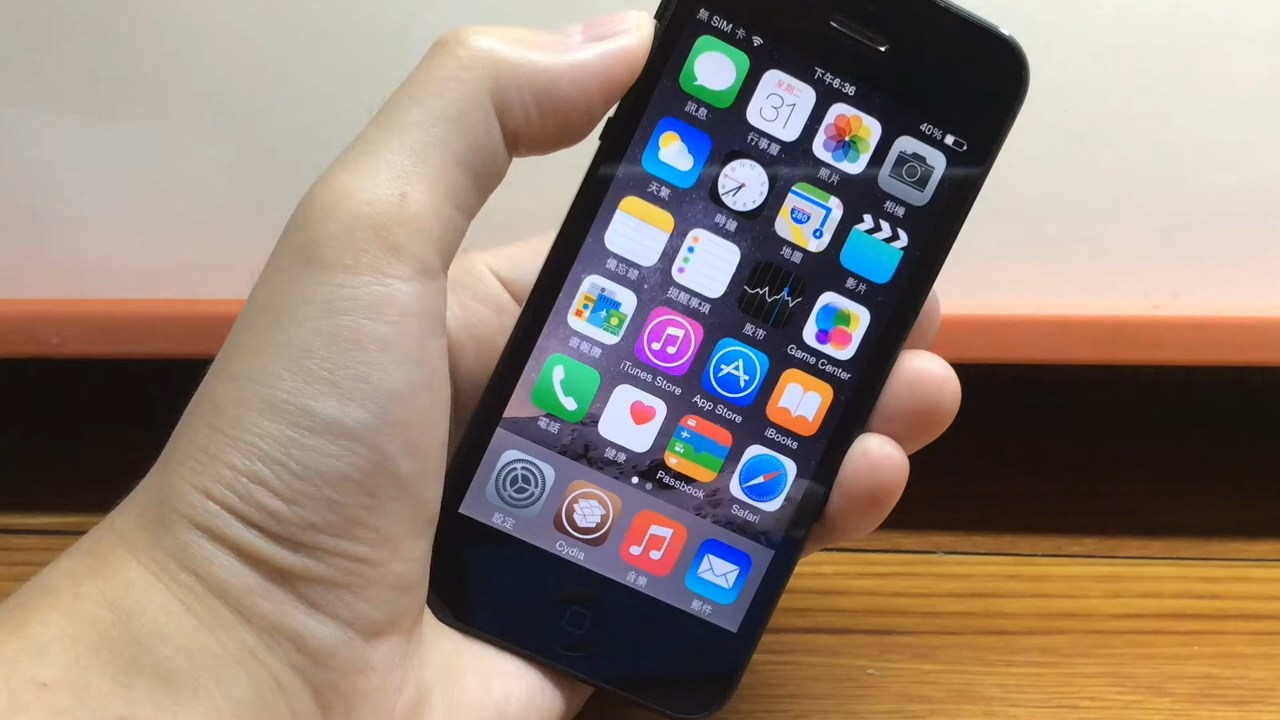 無 SIM 卡
下午6:36
40%
星期二
31
訊息
行事曆
照片
相機
天氣
時鐘
280
地圖
影片
備忘錄
提醒事項
股市
Game Center
書報攤
iTunes Store
App Store
iBooks
電話
健康
Passbook
Safari
設定
Cydia
音樂
郵件